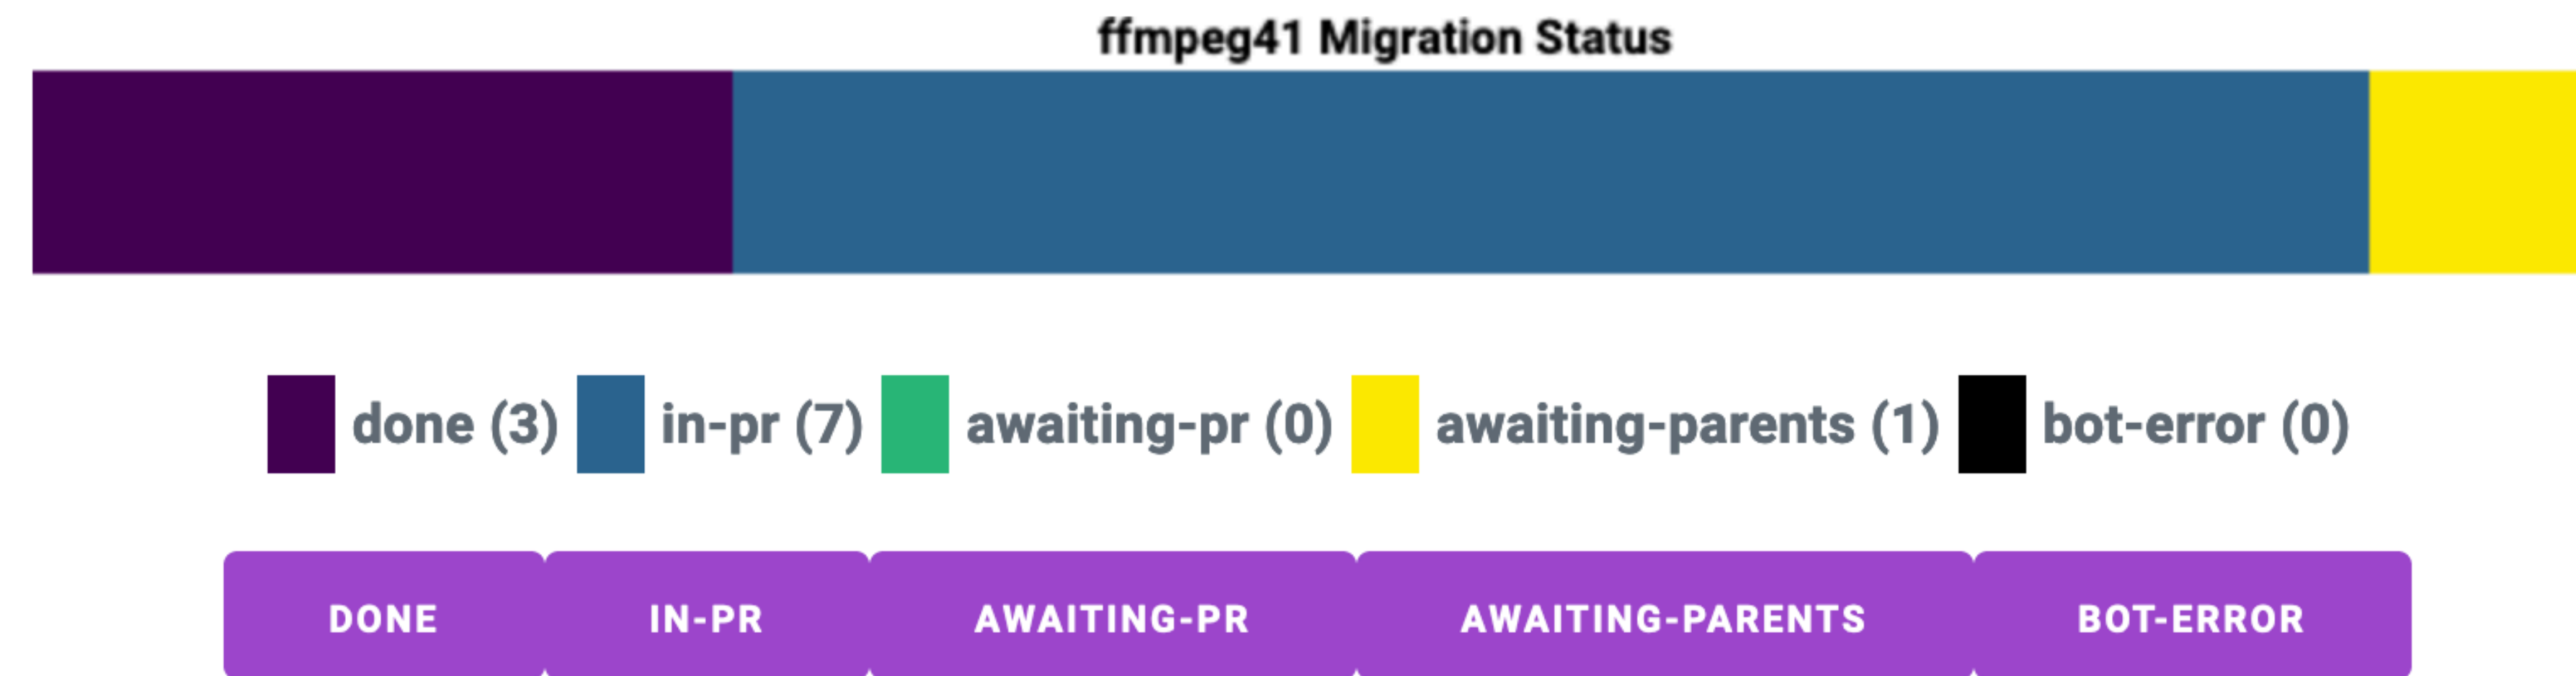 ffmpeg41 Migration Status
done (3) in-pr (7) awaiting-pr (0) awaiting-parents (1) bot-error (0)
DONE IN-PR AWAITING-PR AWAITING-PARENTS BOT-ERROR